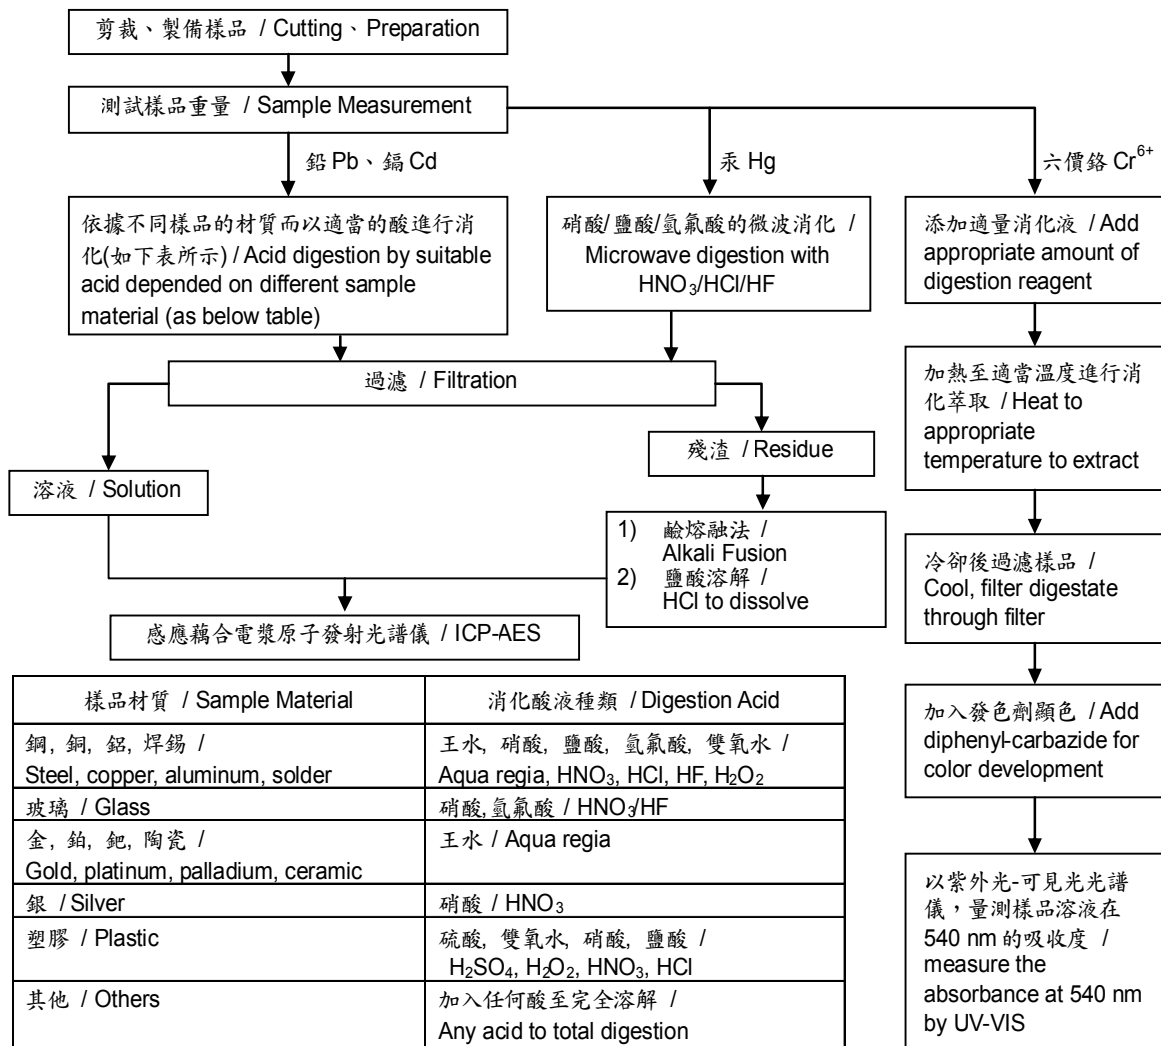 剪裁、製備樣品 / Cutting、Preparation
測試樣品重量 / Sample Measurement
鉛 Pb、鎘 Cd
汞 Hg
六價鉻 Cr6+
依據不同樣品的材質而以適當的酸進行消
化(如下表所示) / Acid digestion by suitable
acid depended on different sample
material (as below table)
硝酸/鹽酸/氫氟酸的微波消化 /
Microwave digestion with
HNO3/HCl/HF
添加適量消化液 / Add
appropriate amount of
digestion reagent
過濾 / Filtration
加熱至適當溫度進行消
化萃取 / Heat to
appropriate
temperature to extract
溶液 / Solution
殘渣 / Residue
1) 鹼熔融法 /
Alkali Fusion
2) 鹽酸溶解 /
HCl to dissolve
冷卻後過濾樣品 /
Cool, filter digestate
through filter
感應藕合電漿原子發射光譜儀 / ICP-AES
加入發色劑顯色 / Add
diphenyl-carbazide for
color development
以紫外光-可見光光譜
儀，量測樣品溶液在
540 nm 的吸收度 /
measure the
absorbance at 540 nm
by UV-VIS
樣品材質 / Sample Material
消化酸液種類 / Digestion Acid
鋼, 銅, 鋁, 焊錫 /
Steel, copper, aluminum, solder
王水, 硝酸, 鹽酸, 氫氟酸, 雙氧水 /
Aqua regia, HNO3, HCl, HF, H2O2
玻璃 / Glass
硝酸,氫氟酸 / HNO3/HF
金, 鉑, 鈀, 陶瓷 /
Gold, platinum, palladium, ceramic
王水 / Aqua regia
銀 / Silver
硝酸 / HNO3
塑膠 / Plastic
硫酸, 雙氧水, 硝酸, 鹽酸 /
H2SO4, H2O2, HNO3, HCl
其他 / Others
加入任何酸至完全溶解 /
Any acid to total digestion